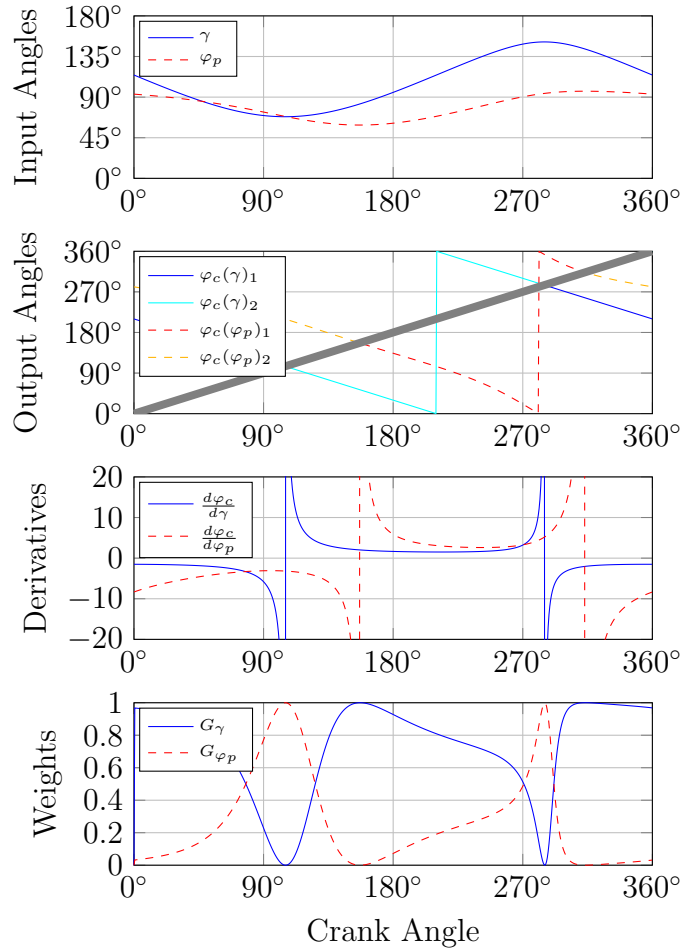 180°
135°
90°
45°
0°
Input Angles
γ
φ_p
0° 90° 180° 270° 360°
360°
270°
180°
90°
0°
Output Angles
φ_c(γ)_1
φ_c(γ)_2
φ_c(φ_p)_1
φ_c(φ_p)_2
0° 90° 180° 270° 360°
20
10
0
−10
−20
Derivatives
dφ_c/dγ
dφ_c/dφ_p
0° 90° 180° 270° 360°
1
0.8
0.6
0.4
0.2
0
Weights
G_γ
G_φ_p
0° 90° 180° 270° 360°
Crank Angle